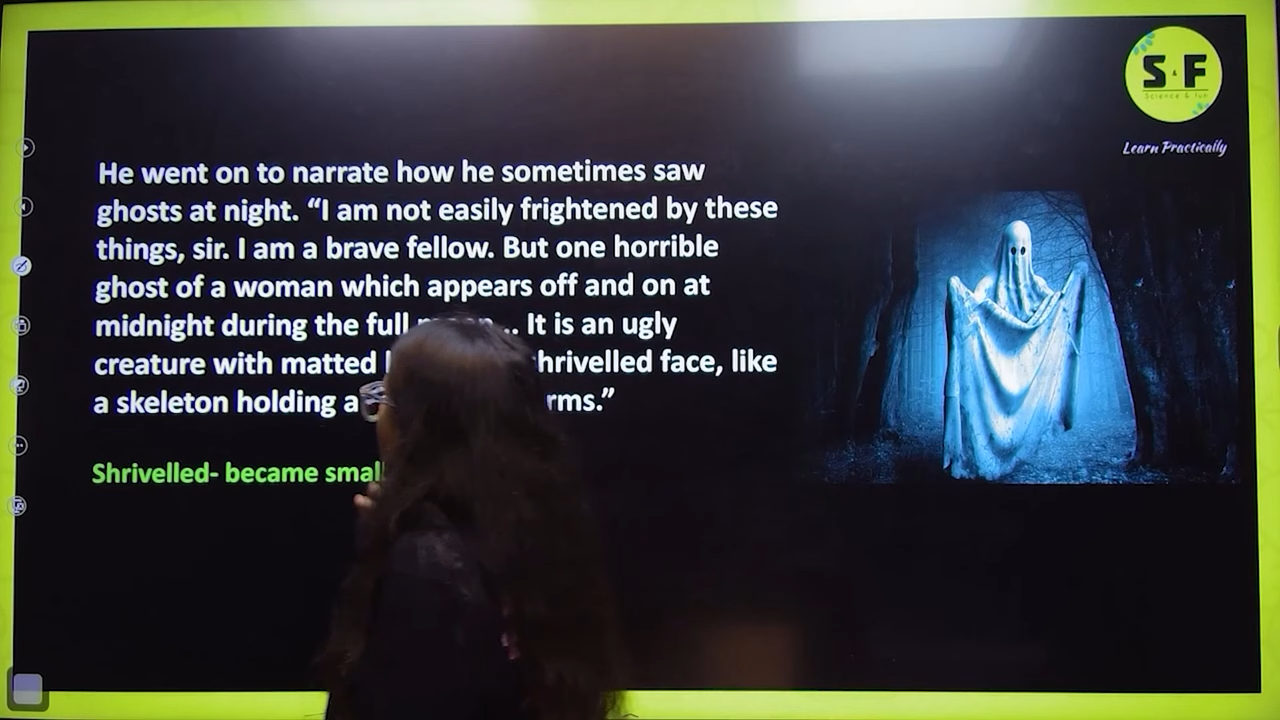 S&F
Science & fun
Learn Practically
He went on to narrate how he sometimes saw
ghosts at night. “I am not easily frightened by these
things, sir. I am a brave fellow. But one horrible
ghost of a woman which appears off and on at
midnight during the full .. It is an ugly
creature with matted face, like
a skeleton holding a
Shrivelled- became